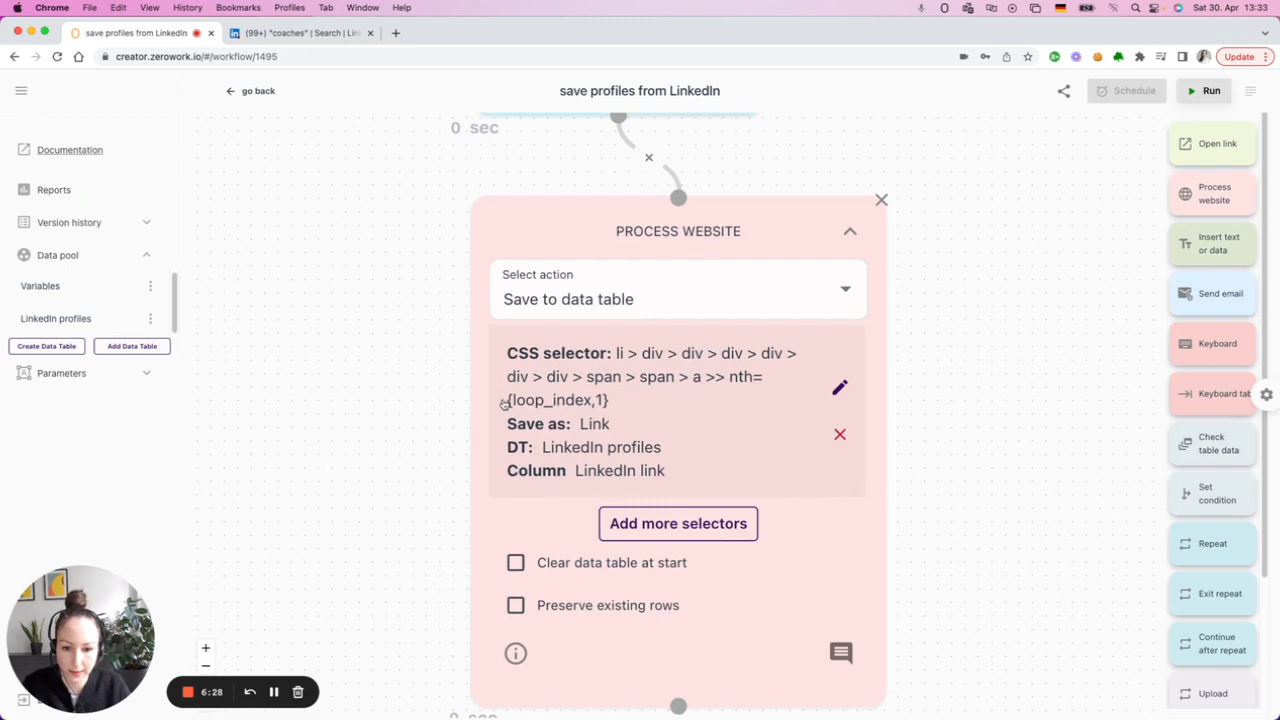 Chrome File Edit View History Bookmarks Profiles Tab Window Help
Sat 30. Apr 13:33
save profiles from LinkedIn
(99+) "coaches" | Search | Lin
creator.zerowork.io/#/workflow/1495
Update
go back
save profiles from LinkedIn
Schedule
Run
Documentation
Reports
Version history
Data pool
Variables
LinkedIn profiles
Create Data Table
Add Data Table
Parameters
0 sec
PROCESS WEBSITE
Select action
Save to data table
CSS selector: li > div > div > div > div >
div > div > span > span > a >> nth=
{loop_index,1}
Save as: Link
DT: LinkedIn profiles
Column LinkedIn link
Add more selectors
Clear data table at start
Preserve existing rows
0 sec
Open link
Process
website
Insert text
or data
Send email
Keyboard
Keyboard tab
Check
table data
Set
condition
Repeat
Exit repeat
Continue
after repeat
Upload
6:28